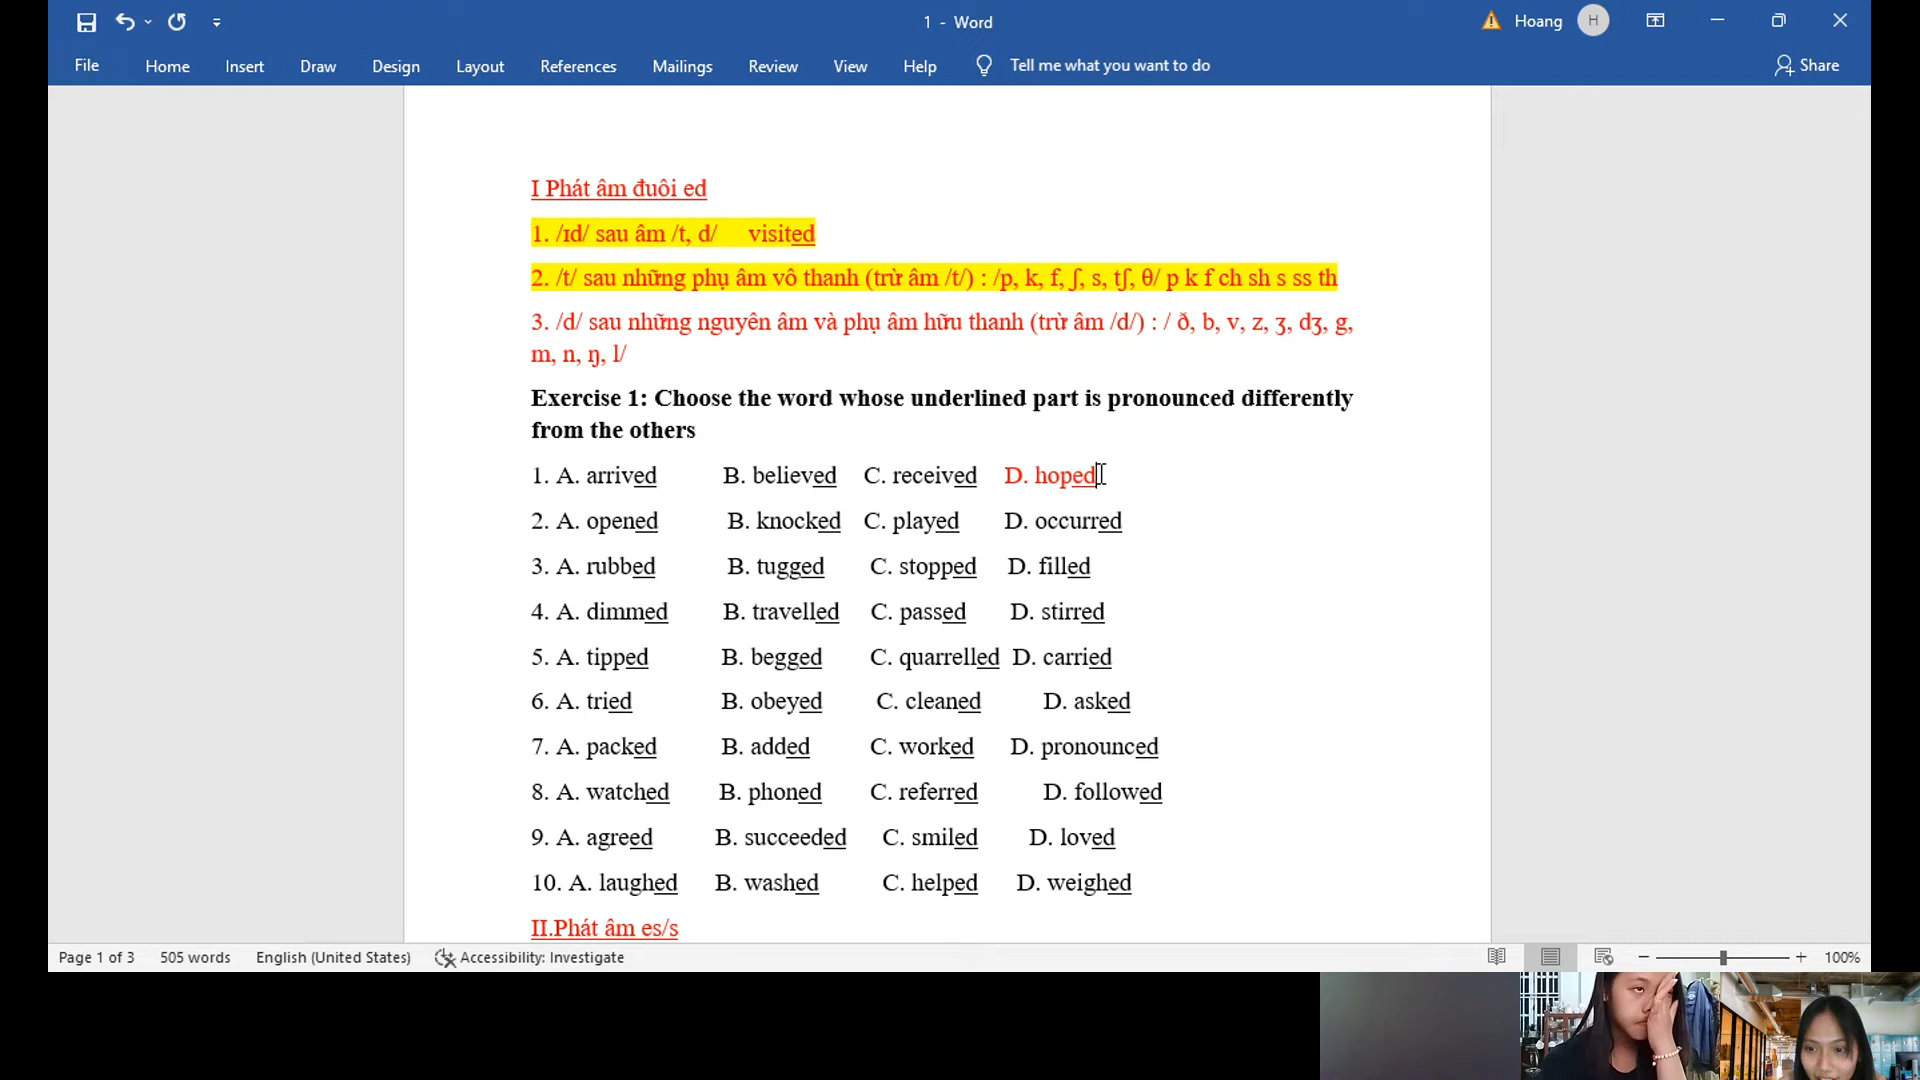 1 - Word
Hoang
H
File Home Insert Draw Design Layout References Mailings Review View Help Tell me what you want to do Share
I Phát âm đuôi ed
1. /ɪd/ sau âm /t, d/ visited
2. /t/ sau những phụ âm vô thanh (trừ âm /t/) : /p, k, f, ʃ, s, tʃ, θ/ p k f ch sh s ss th
3. /d/ sau những nguyên âm và phụ âm hữu thanh (trừ âm /d/) : / ð, b, v, z, ʒ, dʒ, g,
m, n, ŋ, l/
Exercise 1: Choose the word whose underlined part is pronounced differently
from the others
1. A. arrived B. believed C. received D. hoped
2. A. opened B. knocked C. played D. occurred
3. A. rubbed B. tugged C. stopped D. filled
4. A. dimmed B. travelled C. passed D. stirred
5. A. tipped B. begged C. quarrelled D. carried
6. A. tried B. obeyed C. cleaned D. asked
7. A. packed B. added C. worked D. pronounced
8. A. watched B. phoned C. referred D. followed
9. A. agreed B. succeeded C. smiled D. loved
10. A. laughed B. washed C. helped D. weighed
II.Phát âm es/s
Page 1 of 3 505 words English (United States) Accessibility: Investigate 100%